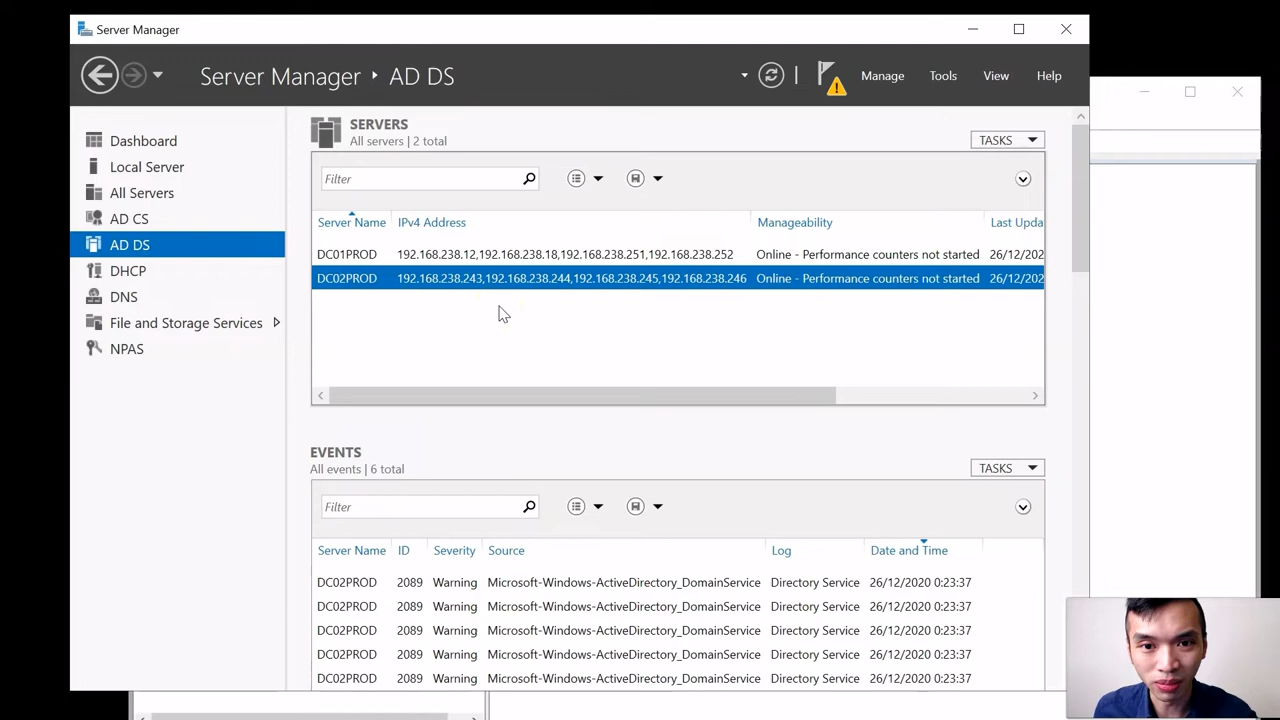 Server Manager
Server Manager AD DS
Manage Tools View Help
Dashboard
Local Server
All Servers
AD CS
AD DS
DHCP
DNS
File and Storage Services
NPAS
SERVERS
All servers | 2 total
TASKS
Filter
Server Name IPv4 Address Manageability Last Upda
DC01PROD 192.168.238.12,192.168.238.18,192.168.238.251,192.168.238.252 Online - Performance counters not started 26/12/202
DC02PROD 192.168.238.243,192.168.238.244,192.168.238.245,192.168.238.246 Online - Performance counters not started 26/12/202
EVENTS
All events | 6 total
TASKS
Filter
Server Name ID Severity Source Log Date and Time
DC02PROD 2089 Warning Microsoft-Windows-ActiveDirectory_DomainService Directory Service 26/12/2020 0:23:37
DC02PROD 2089 Warning Microsoft-Windows-ActiveDirectory_DomainService Directory Service 26/12/2020 0:23:37
DC02PROD 2089 Warning Microsoft-Windows-ActiveDirectory_DomainService Directory Service 26/12/2020 0:23:37
DC02PROD 2089 Warning Microsoft-Windows-ActiveDirectory_DomainService Directory Service 26/12/2020 0:23:37
DC02PROD 2089 Warning Microsoft-Windows-ActiveDirectory_DomainService Directory Service 26/12/2020 0:23:37